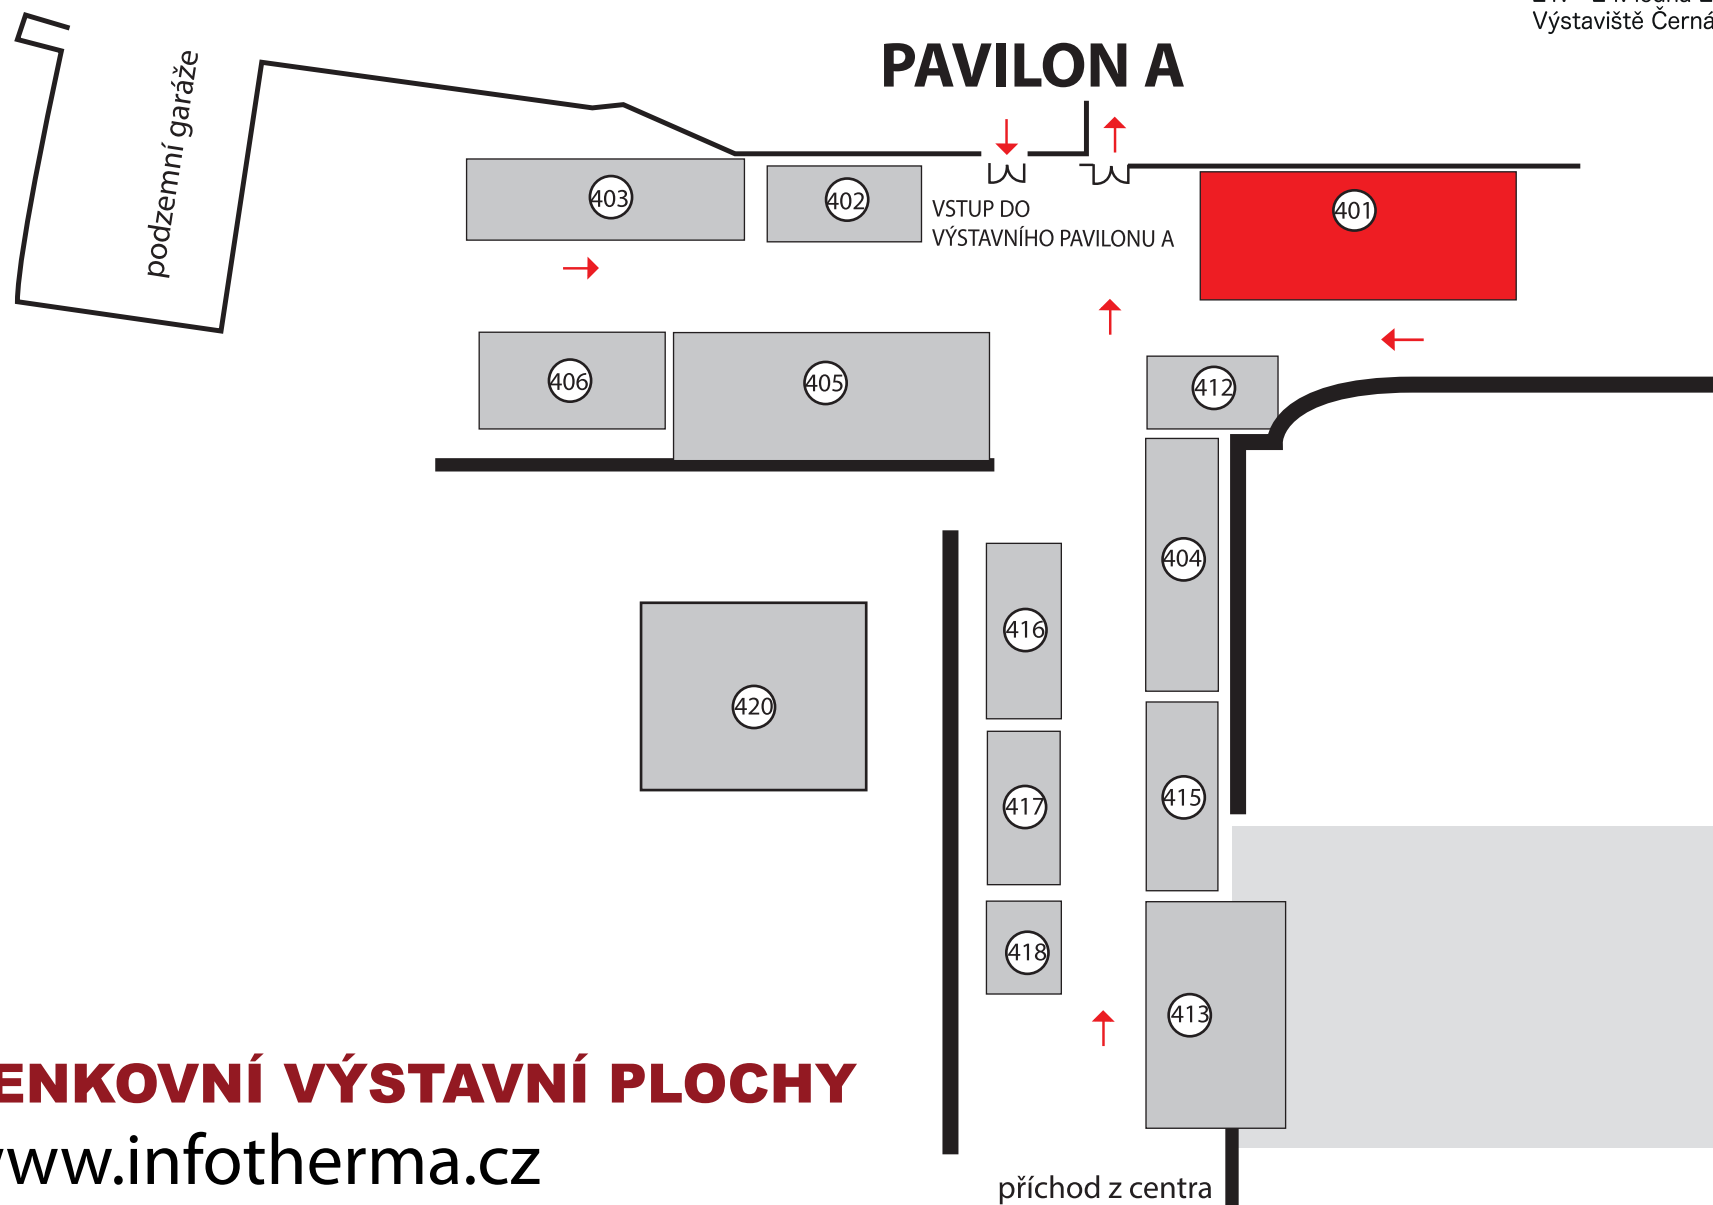 Výstaviště Černá
PAVILON A
podzemní garáže
403
402
401
VSTUP DO
VÝSTAVNÍHO PAVILONU A
406
405
412
404
416
420
417
415
418
413
ENKOVNÍ VÝSTAVNÍ PLOCHY
www.infotherma.cz
příchod z centra